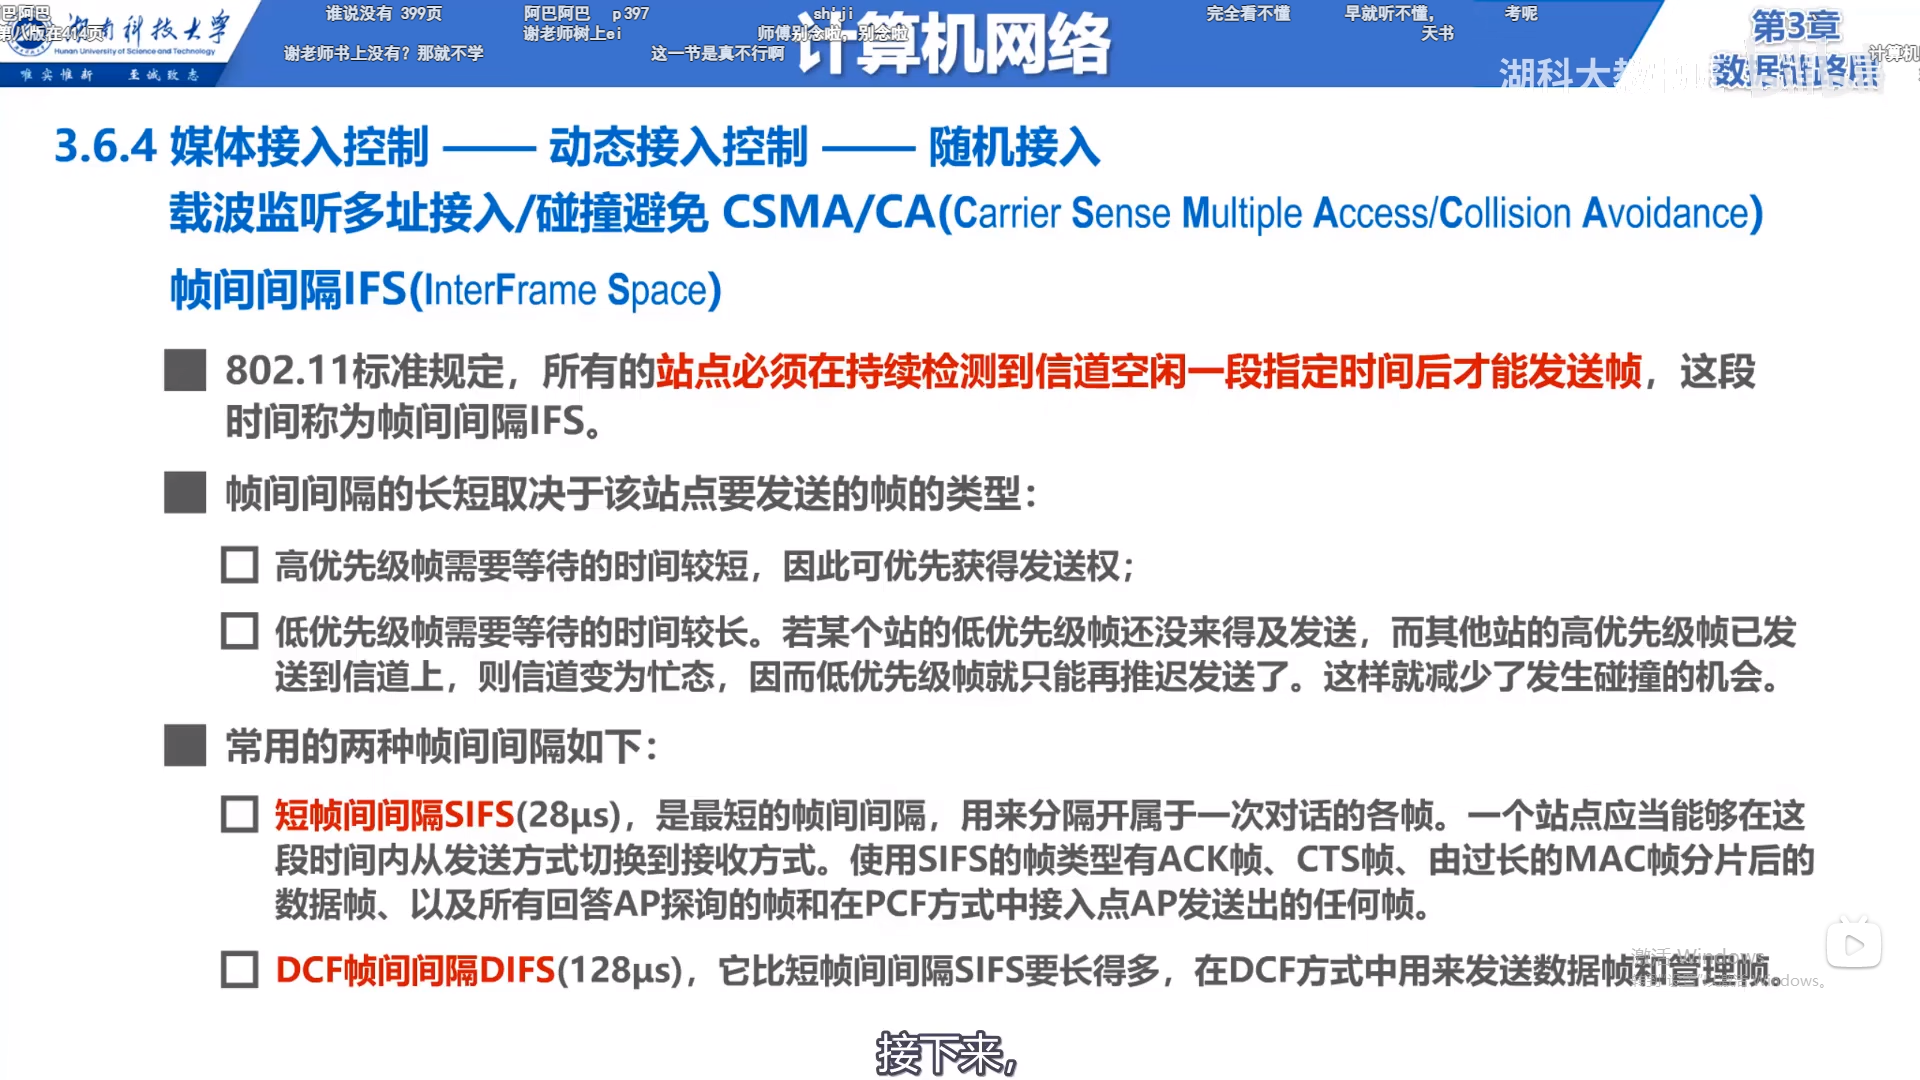 巴阿巴
谁说没有 399页
阿巴阿巴 p397
shiji
完全看不懂
早就听不懂，
考呢
第八版在414页
谢老师树上ei
师傅别念啦，别念啦
天书
谢老师书上没有？那就不学
这一节是真不行啊
湖南科技大学
Hunan University of Science and Technology
唯实惟新 至诚致志
计算机网络
第3章
数据链路层
湖科大教
计算机
3.6.4 媒体接入控制 —— 动态接入控制 —— 随机接入
载波监听多址接入/碰撞避免 CSMA/CA(Carrier Sense Multiple Access/Collision Avoidance)
帧间间隔IFS(InterFrame Space)
802.11标准规定，所有的站点必须在持续检测到信道空闲一段指定时间后才能发送帧，这段
时间称为帧间间隔IFS。
帧间间隔的长短取决于该站点要发送的帧的类型：
高优先级帧需要等待的时间较短，因此可优先获得发送权；
低优先级帧需要等待的时间较长。若某个站的低优先级帧还没来得及发送，而其他站的高优先级帧已发
送到信道上，则信道变为忙态，因而低优先级帧就只能再推迟发送了。这样就减少了发生碰撞的机会。
常用的两种帧间间隔如下：
短帧间间隔SIFS(28μs)，是最短的帧间间隔，用来分隔开属于一次对话的各帧。一个站点应当能够在这
段时间内从发送方式切换到接收方式。使用SIFS的帧类型有ACK帧、CTS帧、由过长的MAC帧分片后的
数据帧、以及所有回答AP探询的帧和在PCF方式中接入点AP发送出的任何帧。
DCF帧间间隔DIFS(128μs)，它比短帧间间隔SIFS要长得多，在DCF方式中用来发送数据帧和管理帧。
激活 Windows
转到“设置”以激活 Windows。
接下来，